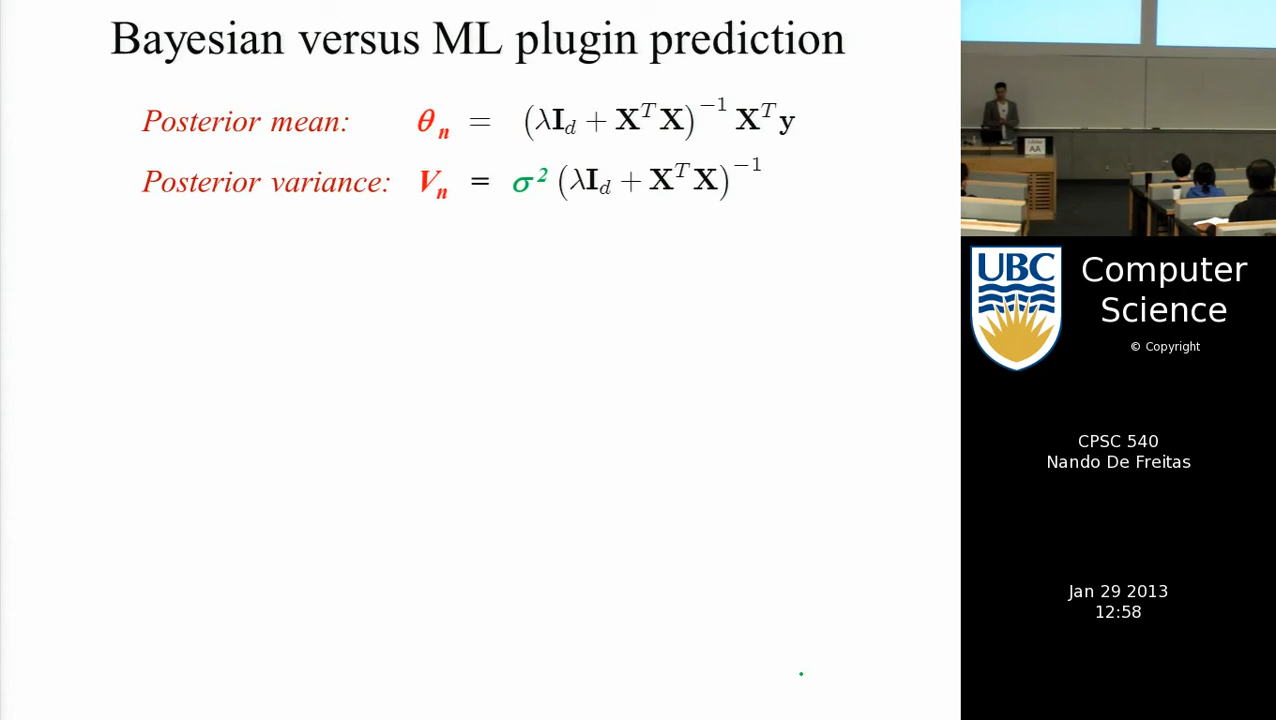 Bayesian versus ML plugin prediction
Posterior mean: θ n = (λI_d + X^T X)^{-1} X^T y
Posterior variance: V_n = σ² (λI_d + X^T X)^{-1}
AA
UBC
Computer
Science
© Copyright
CPSC 540
Nando De Freitas
Jan 29 2013
12:58